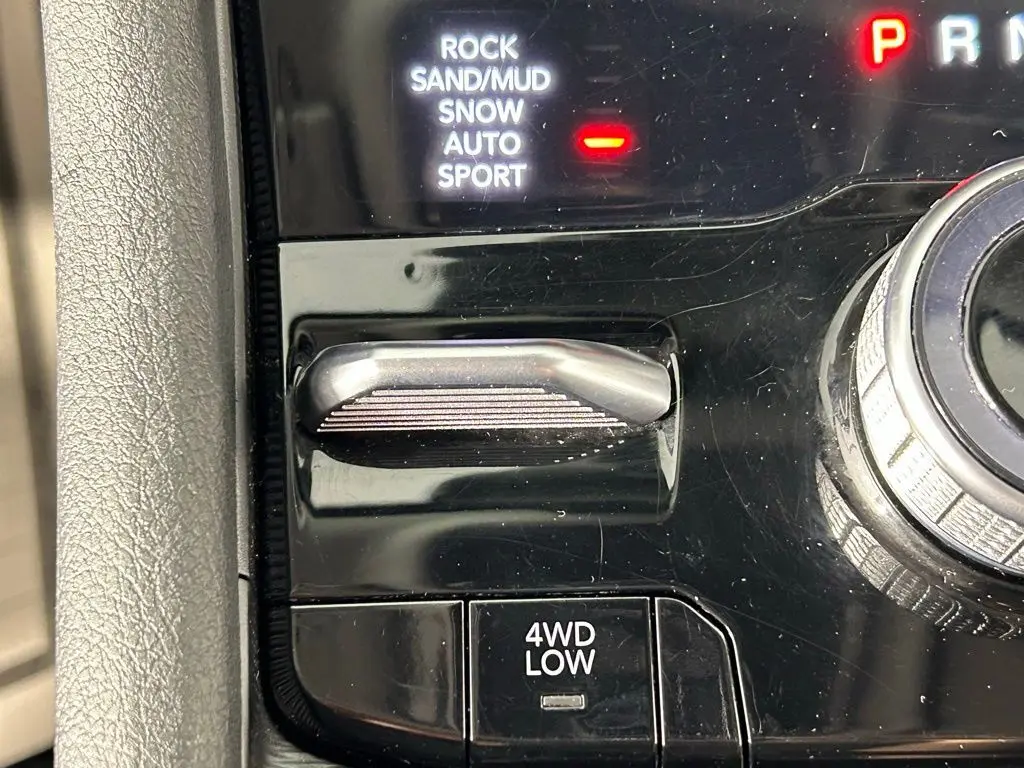 ROCK
SAND/MUD
SNOW
AUTO
SPORT
P R N
4WD
LOW